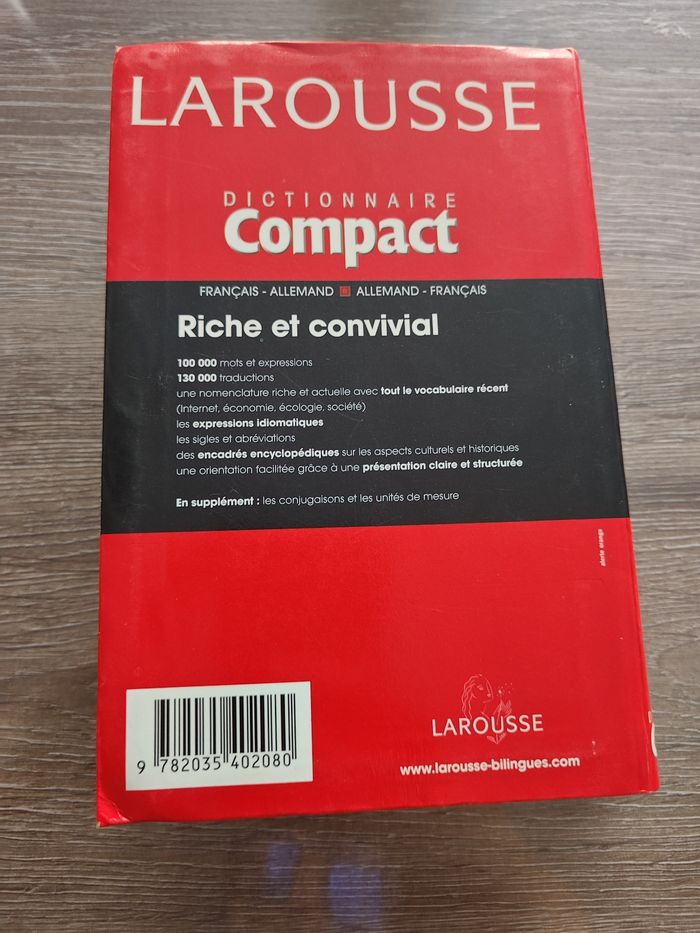 LAROUSSE
DICTIONNAIRE
Compact
FRANÇAIS - ALLEMAND ALLEMAND - FRANÇAIS
Riche et convivial
100 000 mots et expressions
130 000 traductions
une nomenclature riche et actuelle avec tout le vocabulaire récent
(Internet, économie, écologie, société)
les expressions idiomatiques
les sigles et abréviations
des encadrés encyclopédiques sur les aspects culturels et historiques
une orientation facilitée grâce à une présentation claire et structurée
En supplément : les conjugaisons et les unités de mesure
alerte orange
LAROUSSE
www.larousse-bilingues.com
9 782035 402080